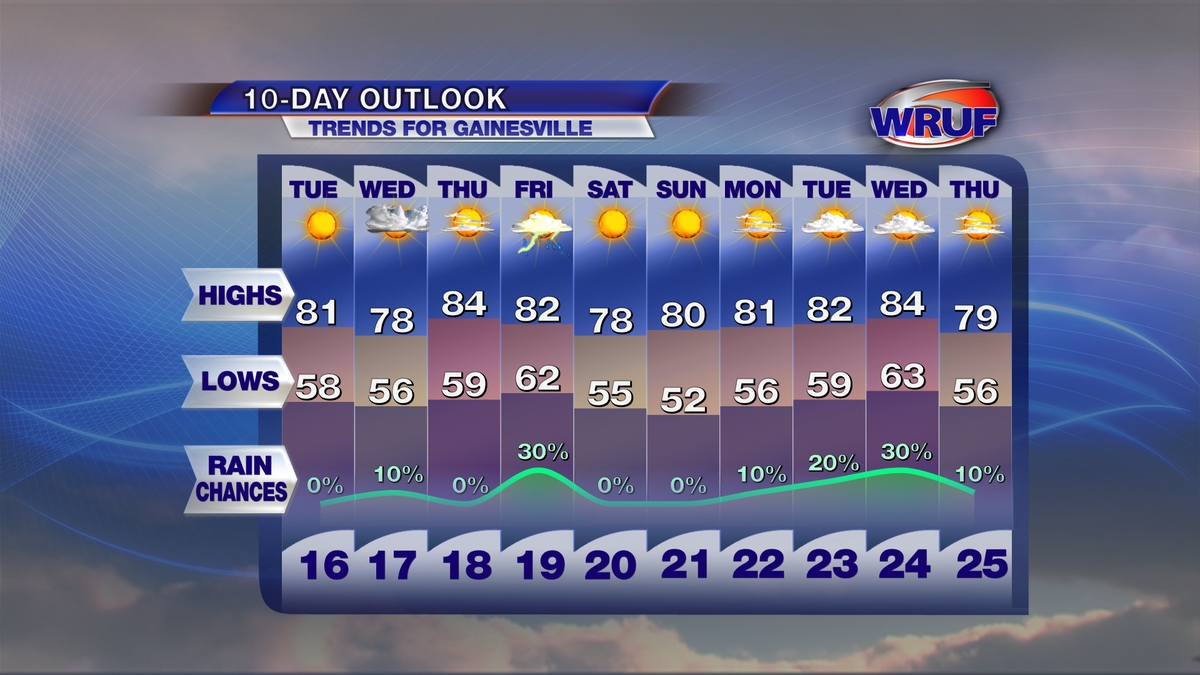 10-DAY OUTLOOK
TRENDS FOR GAINESVILLE
WRUF
TUE WED THU FRI SAT SUN MON TUE WED THU
HIGHS 81 78 84 82 78 80 81 82 84 79
LOWS 58 56 59 62 55 52 56 59 63 56
RAIN CHANCES 0% 10% 0% 30% 0% 0% 10% 20% 30% 10%
16 17 18 19 20 21 22 23 24 25